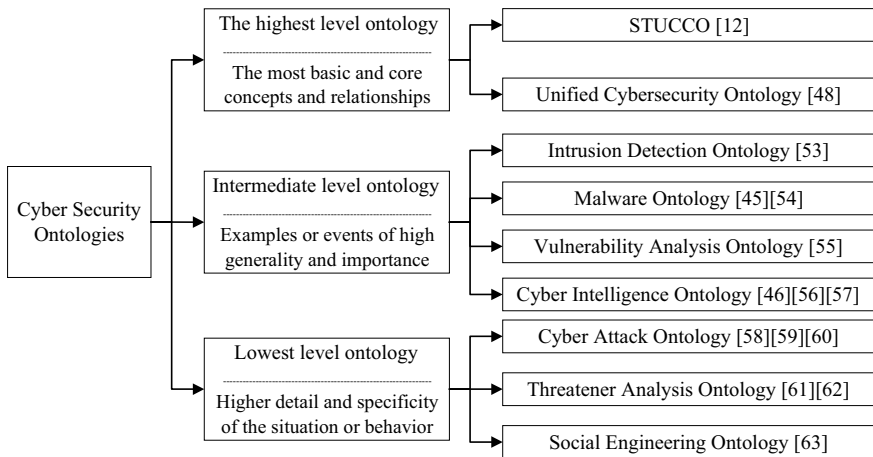 Cyber Security
Ontologies
The highest level ontology
The most basic and core
concepts and relationships
STUCCO [12]
Unified Cybersecurity Ontology [48]
Intermediate level ontology
Examples or events of high
generality and importance
Intrusion Detection Ontology [53]
Malware Ontology [45][54]
Vulnerability Analysis Ontology [55]
Cyber Intelligence Ontology [46][56][57]
Lowest level ontology
Higher detail and specificity
of the situation or behavior
Cyber Attack Ontology [58][59][60]
Threatener Analysis Ontology [61][62]
Social Engineering Ontology [63]